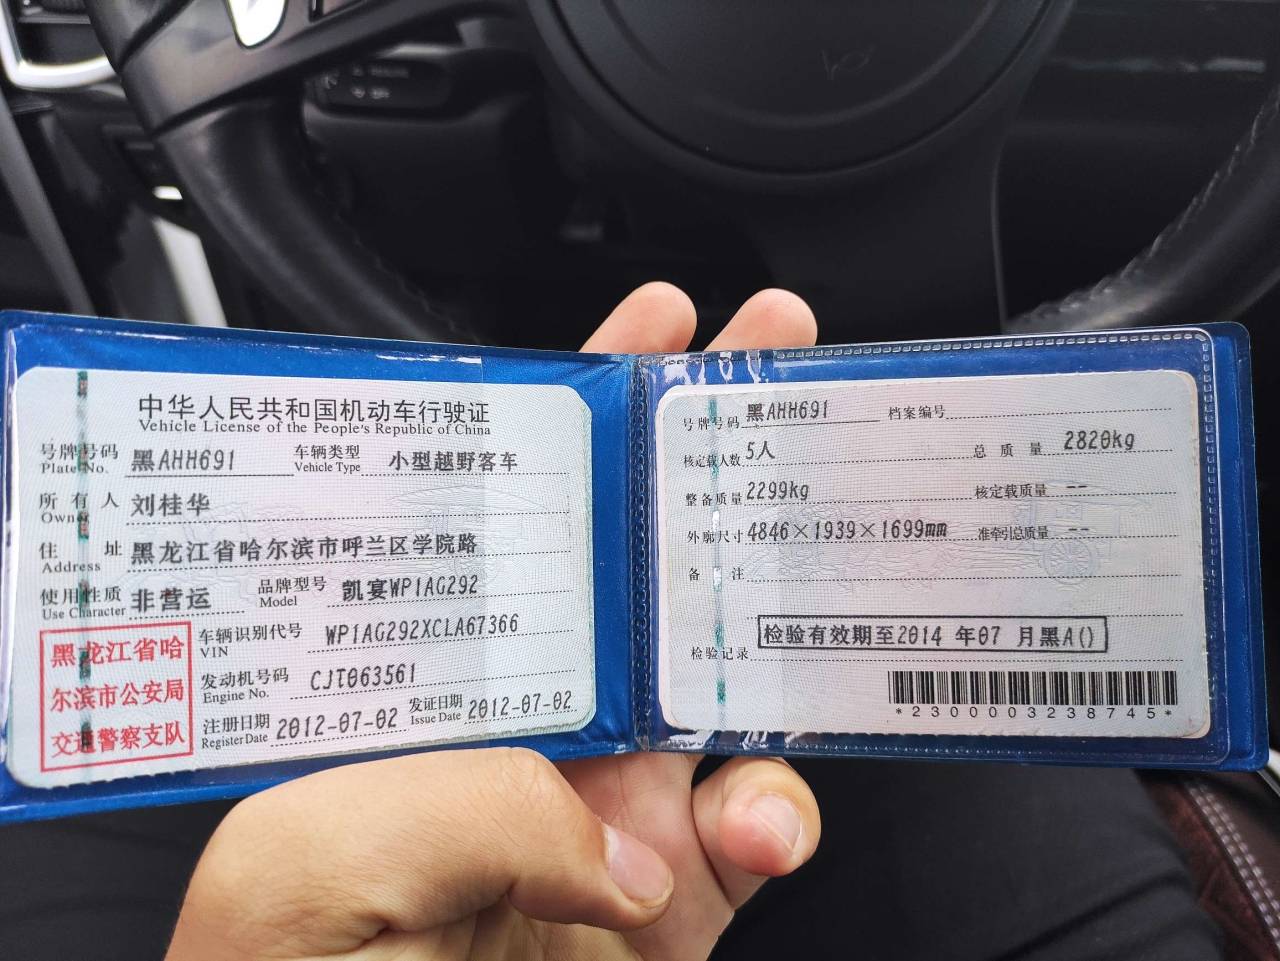 中华人民共和国机动车行驶证
Vehicle License of the People's Republic of China
号牌号码 黑AHH691 车辆类型 小型越野客车
Plate No. Vehicle Type
所有人 刘桂华
Owner
住址 黑龙江省哈尔滨市呼兰区学院路
Address
使用性质 非营运 品牌型号 凯宴WP1AG292
Use Character Model
黑龙江省哈
尔滨市公安局
交通警察支队
车辆识别代号 WP1AG292XCLA67366
VIN
发动机号码 CJT063561
Engine No.
注册日期 2012-07-02 发证日期 2012-07-02
Register Date Issue Date
号牌号码 黑AHH691 档案编号
核定载人数 5人 总质量 2820kg
整备质量 2299kg 核定载质量 --
外廓尺寸 4846×1939×1699mm 准牵引总质量 --
备注
检验有效期至2014 年07 月黑A()
检验记录
*2300003238745*